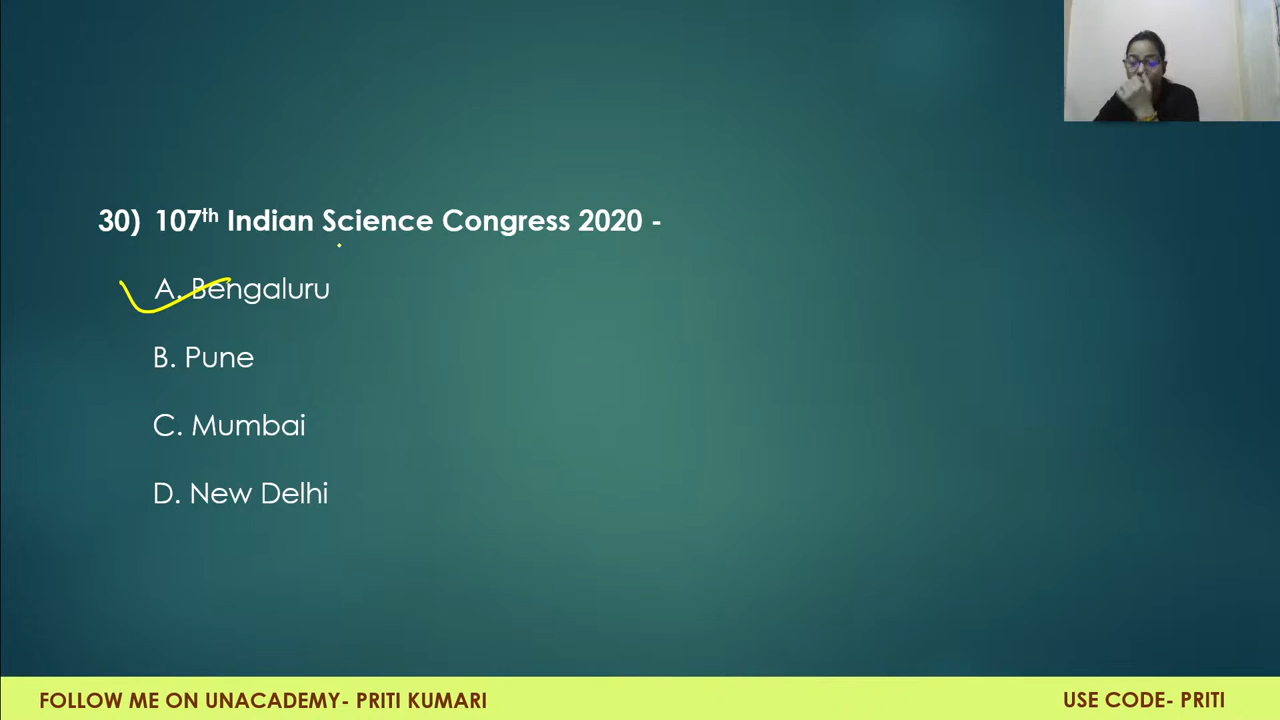 30) 107th Indian Science Congress 2020 -
A. Bengaluru
B. Pune
C. Mumbai
D. New Delhi
FOLLOW ME ON UNACADEMY- PRITI KUMARI
USE CODE- PRITI